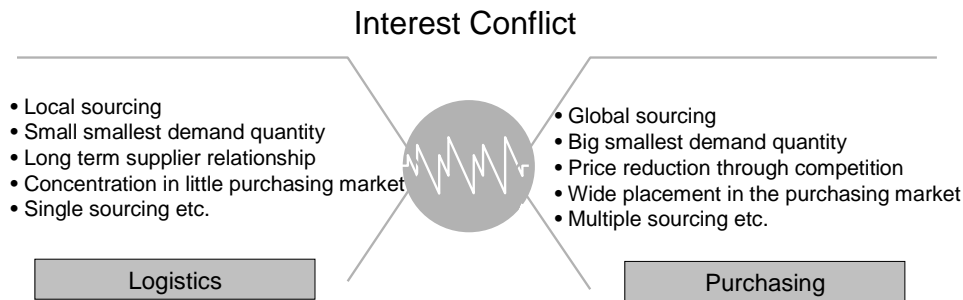 Interest Conflict
• Local sourcing
• Small smallest demand quantity
• Long term supplier relationship
• Concentration in little purchasing market
• Single sourcing etc.
Logistics
• Global sourcing
• Big smallest demand quantity
• Price reduction through competition
• Wide placement in the purchasing market
• Multiple sourcing etc.
Purchasing